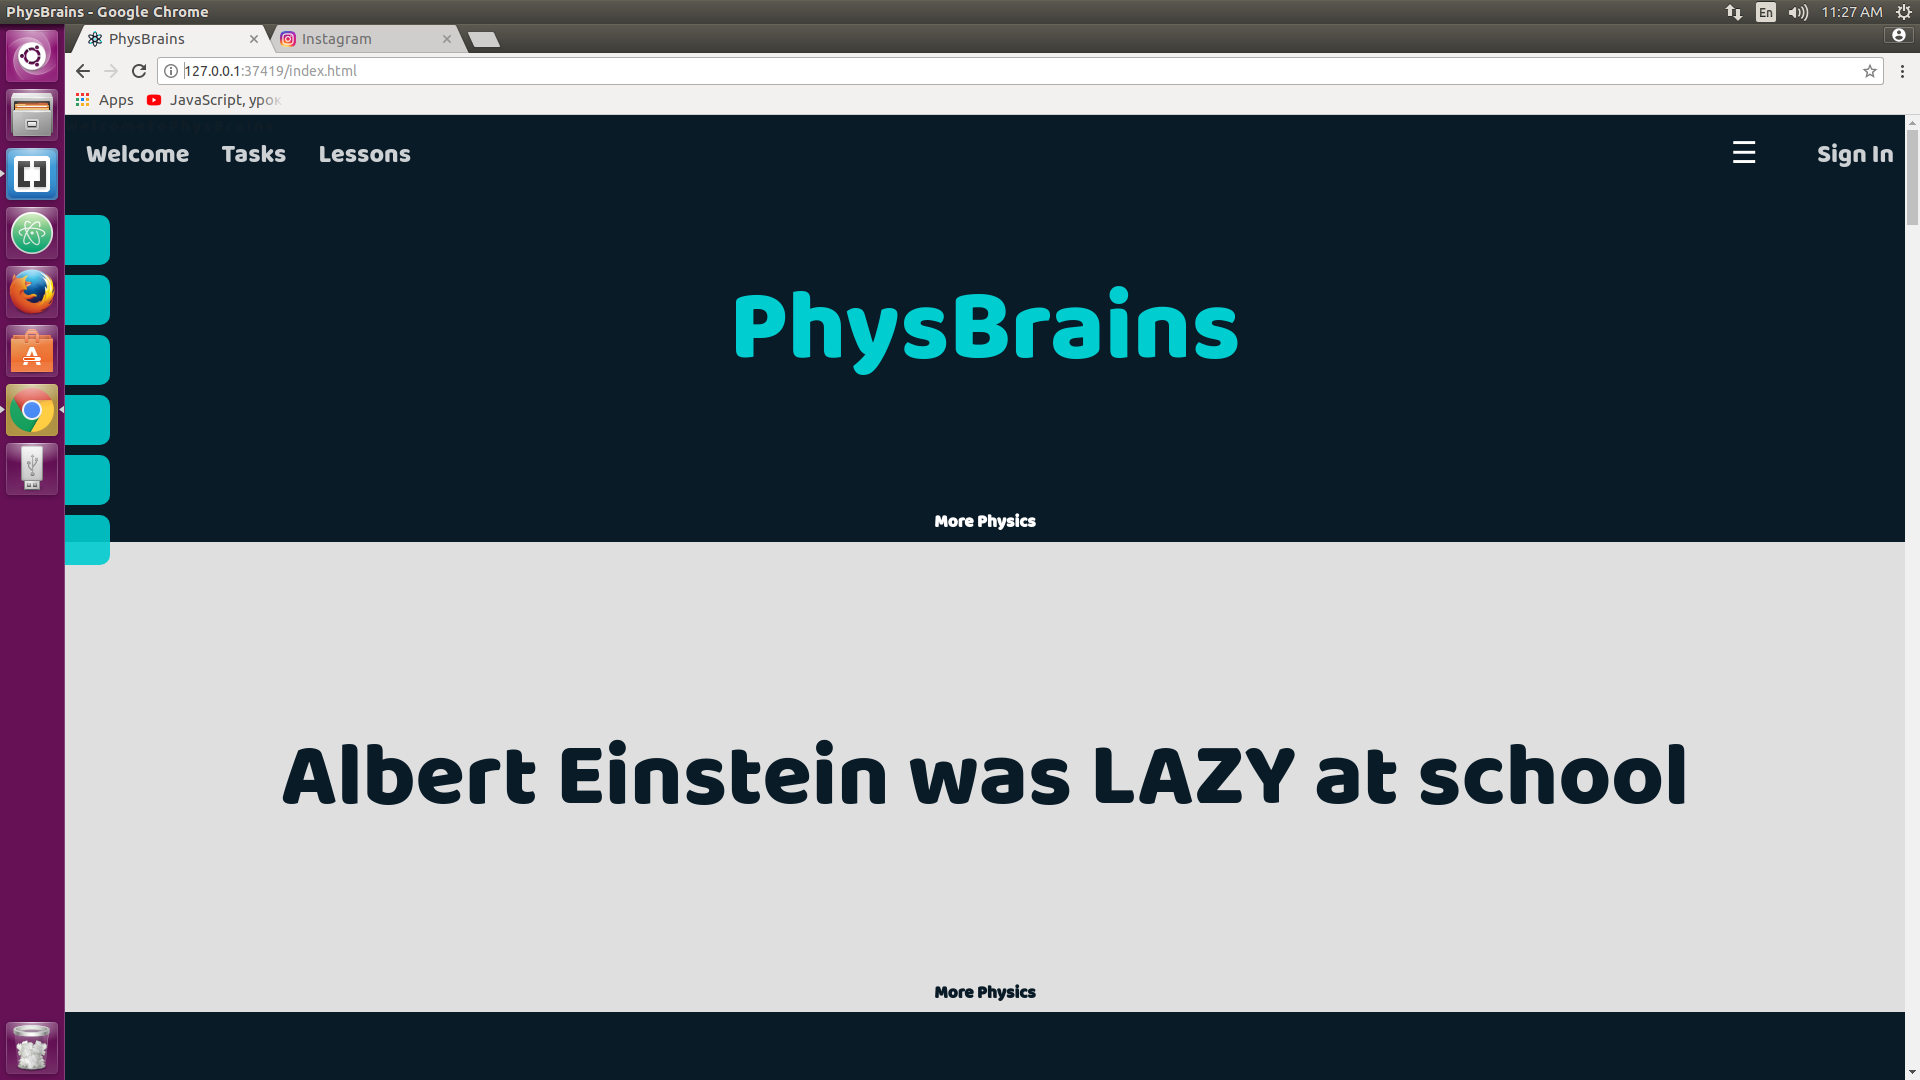 PhysBrains - Google Chrome
En
11:27 AM
PhysBrains
Instagram
127.0.0.1:37419/index.html
Apps
JavaScript, урок
Welcome
Tasks
Lessons
☰
Sign In
PhysBrains
More Physics
Albert Einstein was LAZY at school
More Physics